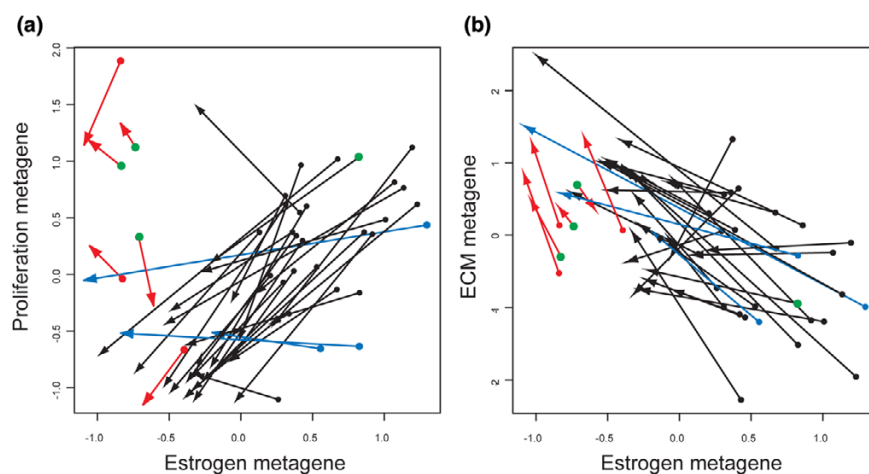 (a)
(b)
Proliferation metagene
2.0
1.5
1.0
0.5
0.0
-0.5
-1.0
-1.0 -0.5 0.0 0.5 1.0
Estrogen metagene
ECM metagene
2
1
0
1
2
-1.0 -0.5 0.0 0.5 1.0
Estrogen metagene